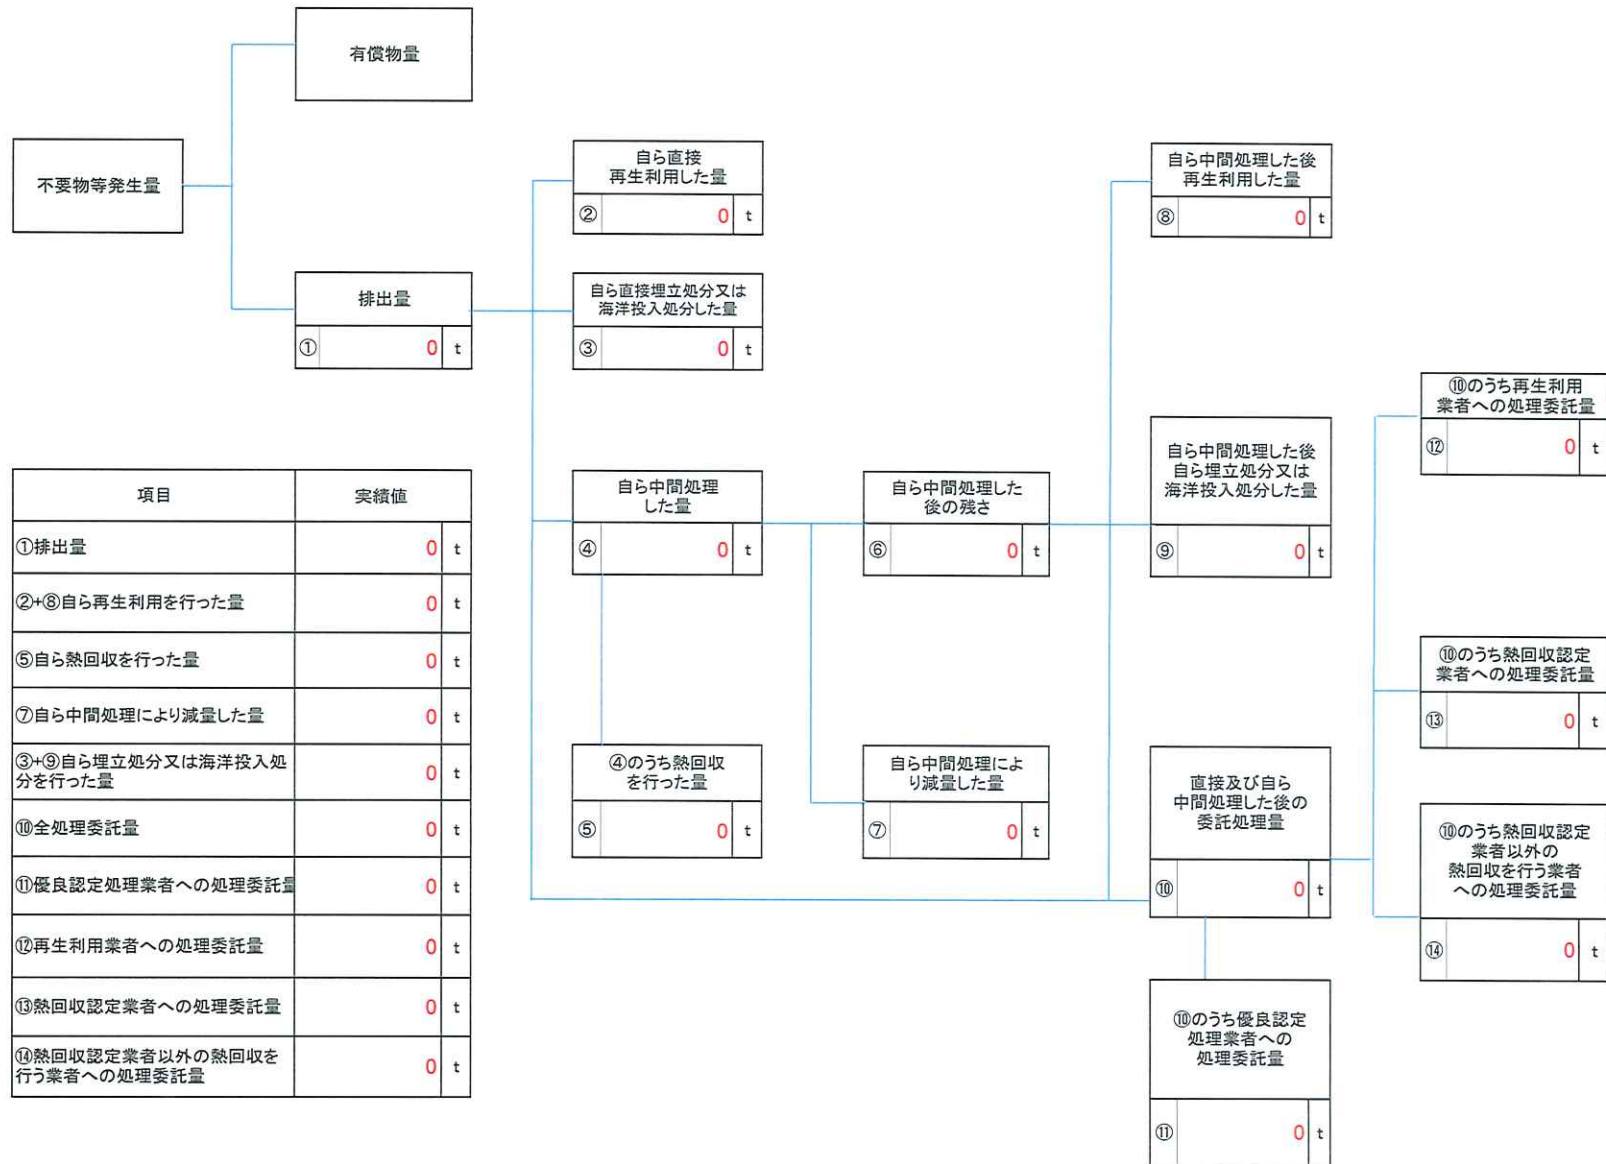 有償物量
不要物等発生量
排出量
① 0 t
自ら直接
再生利用した量
② 0 t
自ら直接埋立処分又は
海洋投入処分した量
③ 0 t
自ら中間処理
した量
④ 0 t
④のうち熱回収
を行った量
⑤ 0 t
自ら中間処理した
後の残さ
⑥ 0 t
自ら中間処理によ
り減量した量
⑦ 0 t
自ら中間処理した後
再生利用した量
⑧ 0 t
自ら中間処理した後
自ら埋立処分又は
海洋投入処分した量
⑨ 0 t
直接及び自ら
中間処理した後の
委託処理量
⑩ 0 t
⑩のうち優良認定
処理業者への
処理委託量
⑪ 0 t
⑩のうち再生利用
業者への処理委託量
⑫ 0 t
⑩のうち熱回収認定
業者への処理委託量
⑬ 0 t
⑩のうち熱回収認定
業者以外の
熱回収を行う業者
への処理委託量
⑭ 0 t
項目 実績値
①排出量 0 t
②+⑧自ら再生利用を行った量 0 t
⑤自ら熱回収を行った量 0 t
⑦自ら中間処理により減量した量 0 t
③+⑨自ら埋立処分又は海洋投入処
分を行った量 0 t
⑩全処理委託量 0 t
⑪優良認定処理業者への処理委託量 0 t
⑫再生利用業者への処理委託量 0 t
⑬熱回収認定業者への処理委託量 0 t
⑭熱回収認定業者以外の熱回収を
行う業者への処理委託量 0 t